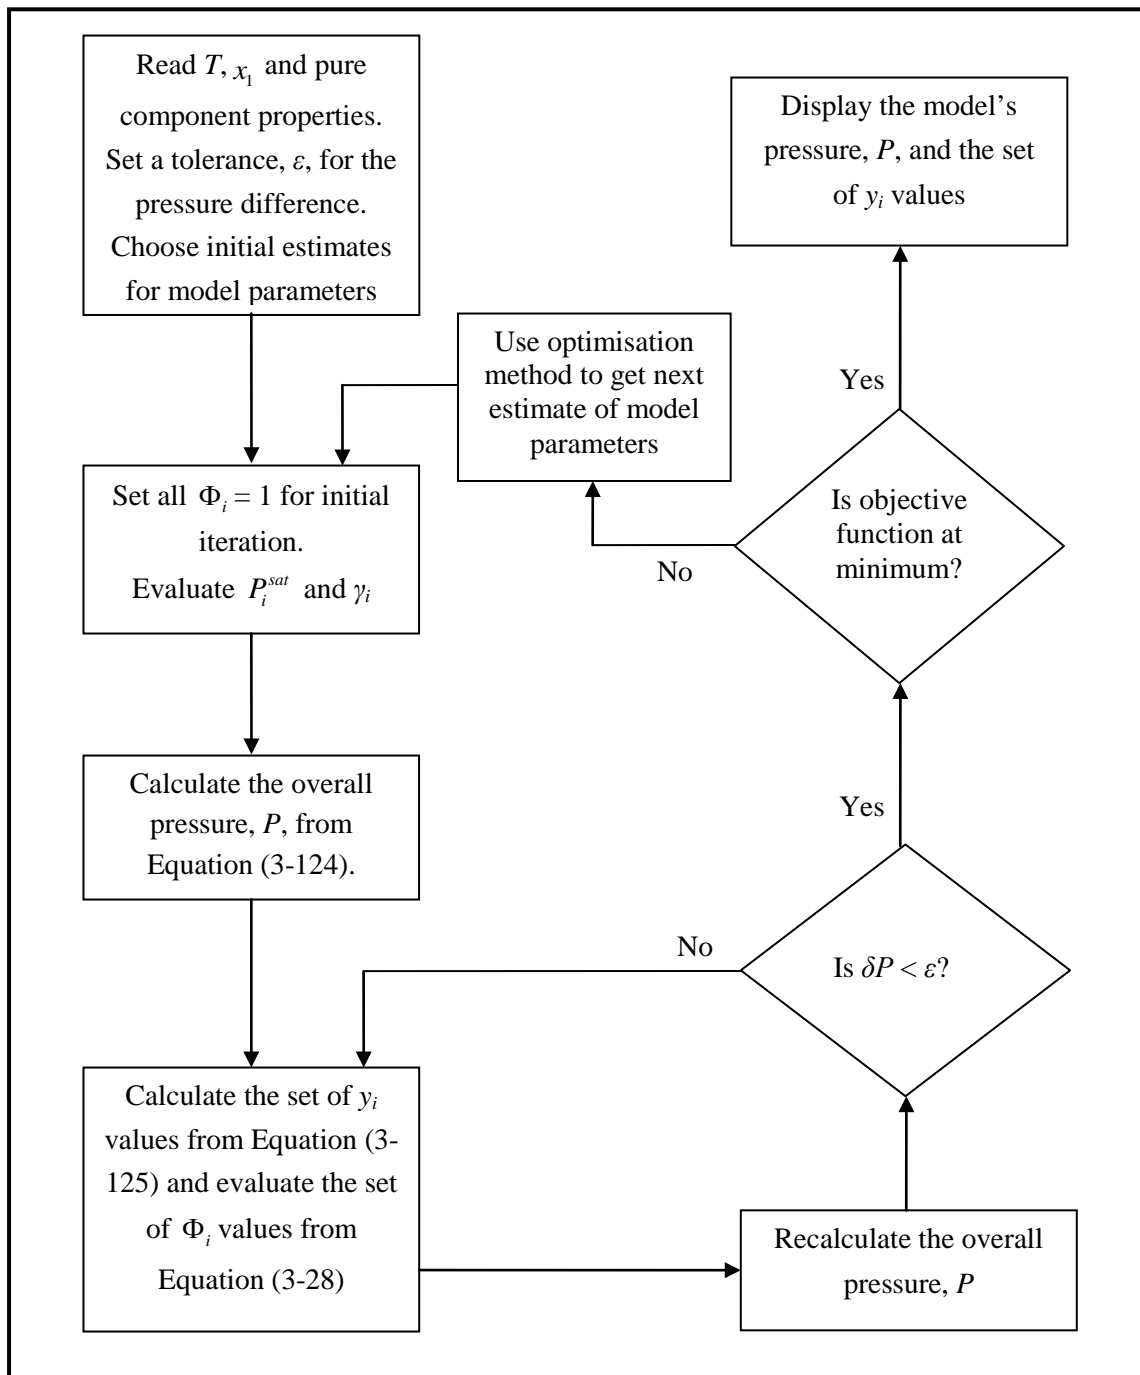 Read T, x₁ and pure
component properties.
Set a tolerance, ε, for the
pressure difference.
Choose initial estimates
for model parameters
Set all Φᵢ = 1 for initial
iteration.
Evaluate Pᵢˢᵃᵗ and γᵢ
Calculate the overall
pressure, P, from
Equation (3-124).
Calculate the set of yᵢ
values from Equation (3-
125) and evaluate the set
of Φᵢ values from
Equation (3-28)
Recalculate the overall
pressure, P
Is δP < ε?
No
Yes
Is objective
function at
minimum?
No
Use optimisation
method to get next
estimate of model
parameters
Yes
Display the model’s
pressure, P, and the set
of yᵢ values